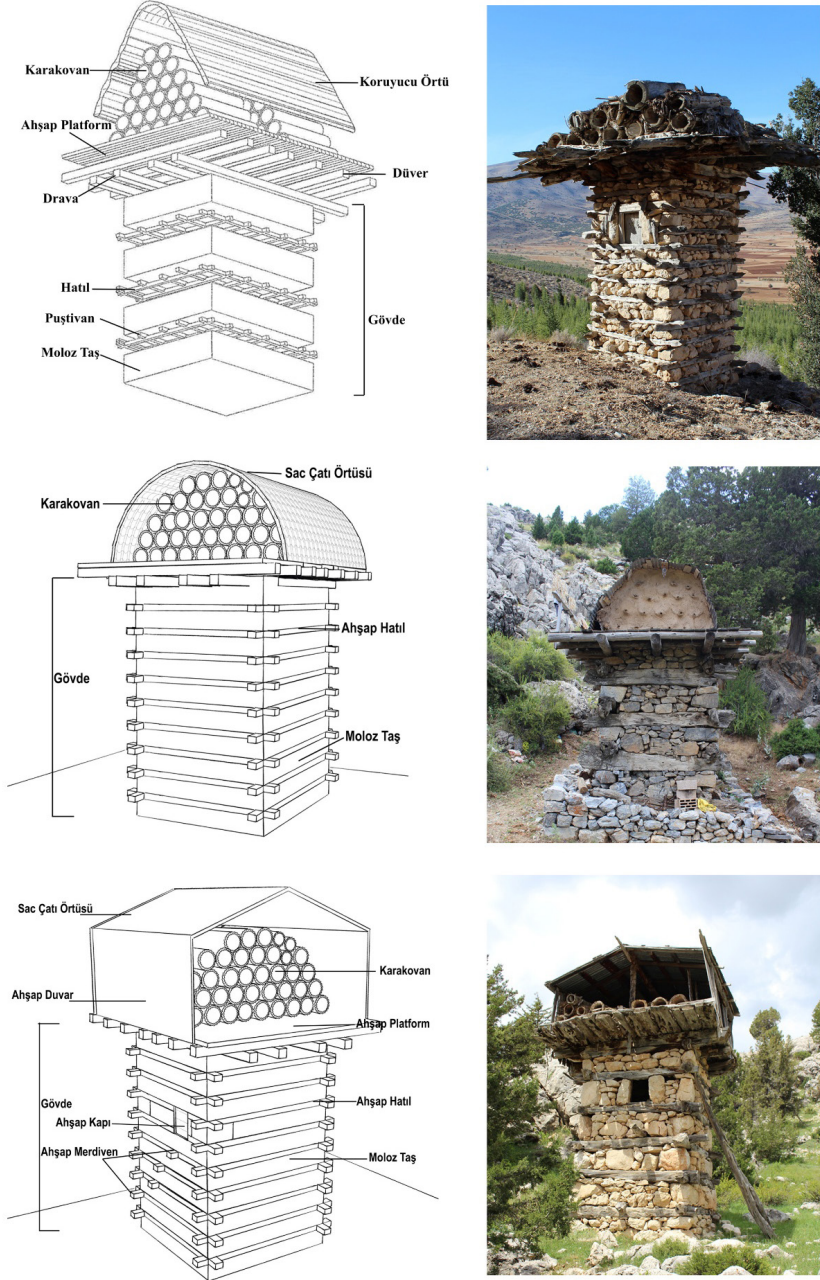 Karakovan
Koruyucu Örtü
Ahşap Platform
Düver
Drava
Hatıl
Puştivan
Gövde
Moloz Taş
Sac Çatı Örtüsü
Karakovan
Ahşap Hatıl
Gövde
Moloz Taş
Sac Çatı Örtüsü
Karakovan
Ahşap Duvar
Ahşap Platform
Gövde
Ahşap Hatıl
Ahşap Kapı
Ahşap Merdiven
Moloz Taş